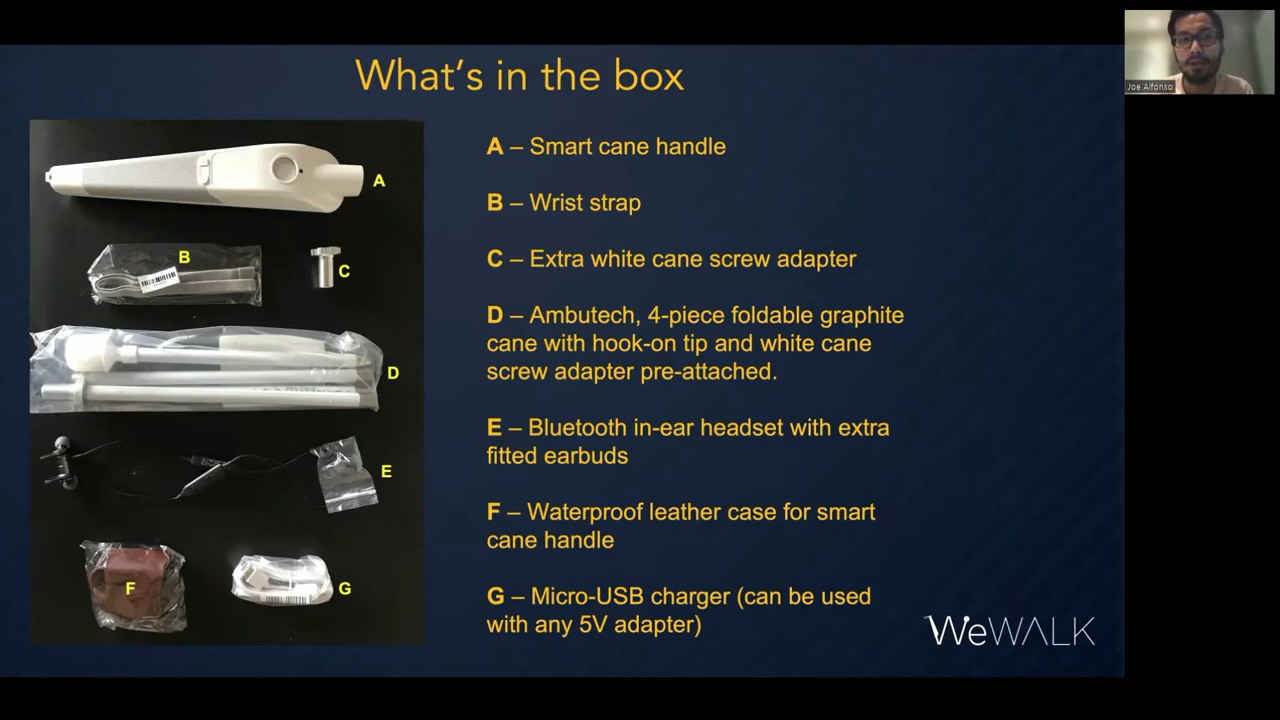 What's in the box
Joe Alfonso
A
B
C
D
E
F
G
A – Smart cane handle
B – Wrist strap
C – Extra white cane screw adapter
D – Ambutech, 4-piece foldable graphite
cane with hook-on tip and white cane
screw adapter pre-attached.
E – Bluetooth in-ear headset with extra
fitted earbuds
F – Waterproof leather case for smart
cane handle
G – Micro-USB charger (can be used
with any 5V adapter)
WeWALK